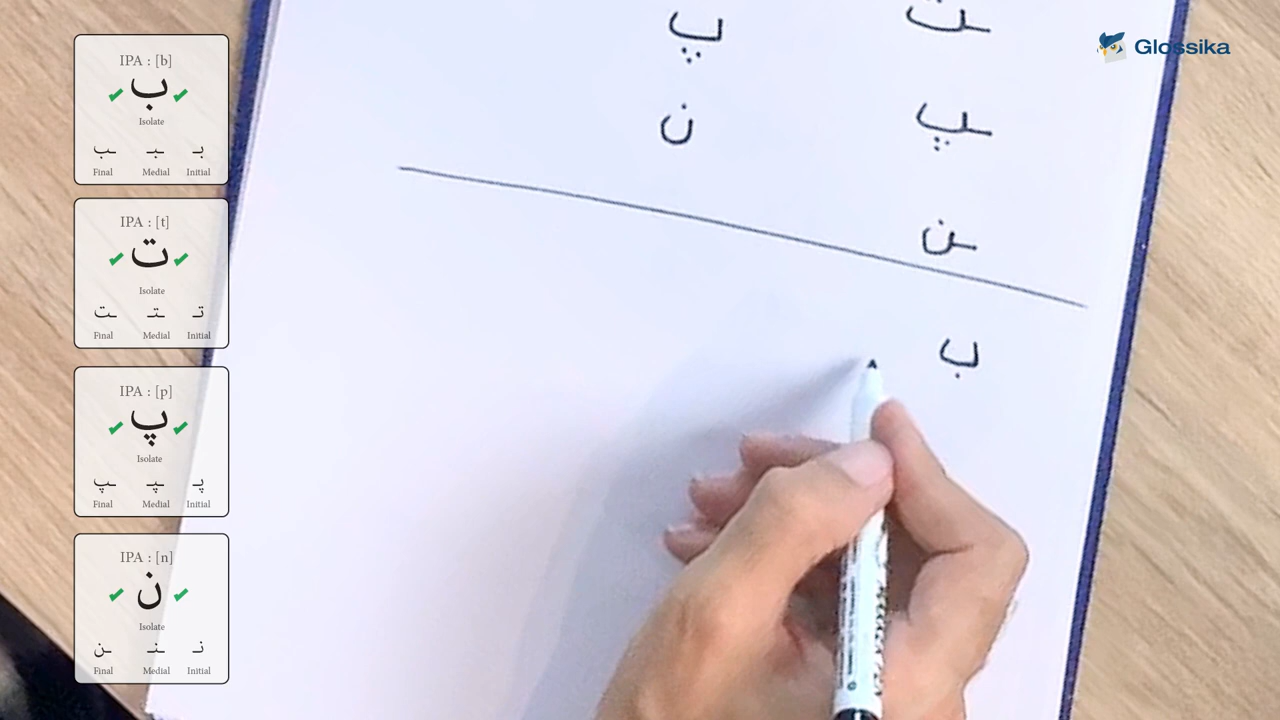 Glossika
IPA : [b]
ب
Isolate
ـب ـبـ بـ
Final Medial Initial
IPA : [t]
ت
Isolate
ـت ـتـ تـ
Final Medial Initial
IPA : [p]
پ
Isolate
ـپ ـپـ پـ
Final Medial Initial
IPA : [n]
ن
Isolate
ـن ـنـ نـ
Final Medial Initial
ـت
پ
ـپ
ن
ـن
ب